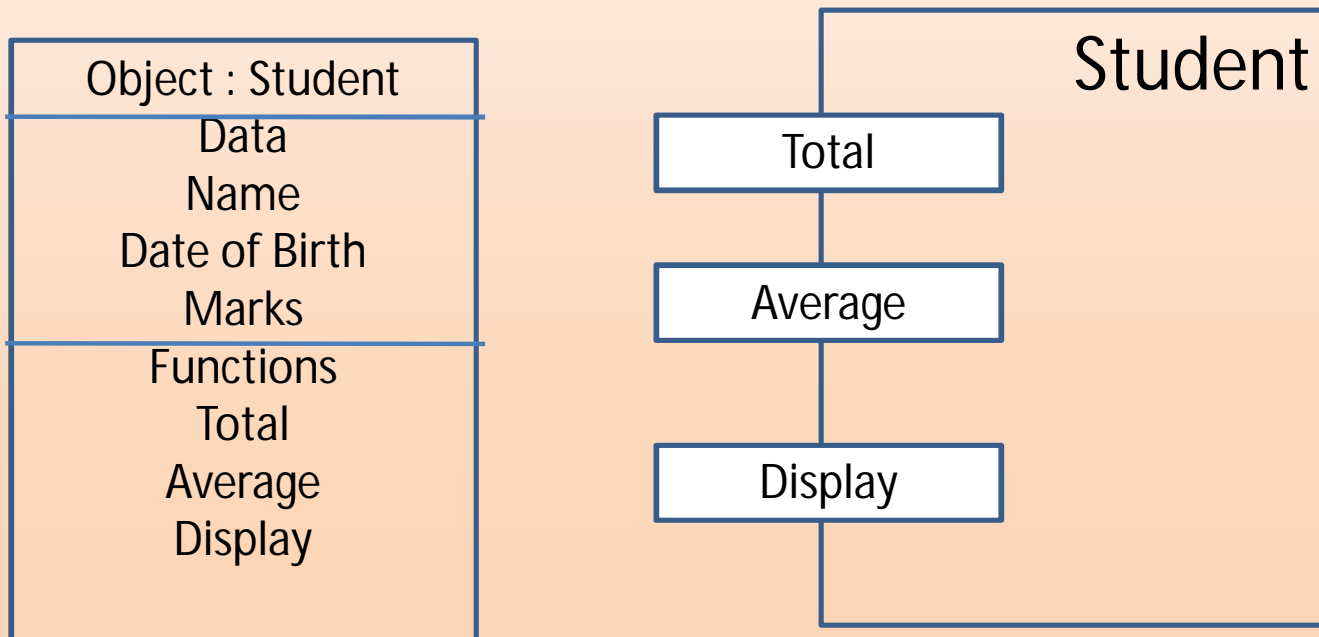 Object : Student
Data
Name
Date of Birth
Marks
Functions
Total
Average
Display
Student
Total
Average
Display